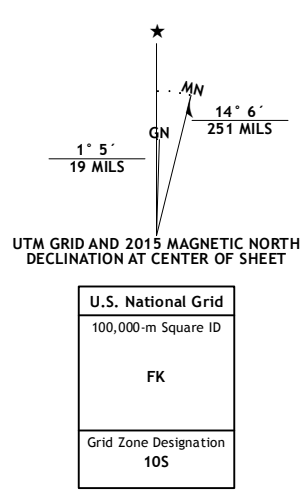 ★
MN
GN
14° 6´
251 MILS
1° 5´
19 MILS
UTM GRID AND 2015 MAGNETIC NORTH
DECLINATION AT CENTER OF SHEET
U.S. National Grid
100,000-m Square ID
FK
Grid Zone Designation
10S